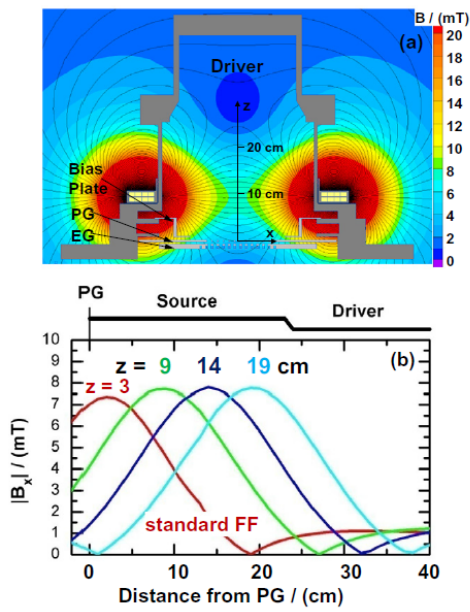 B / (mT)
(a)
Driver
z
20 cm
10 cm
Bias
Plate
PG
EG
x
20
18
16
14
12
10
8
6
4
2
0
PG
Source
Driver
10
9
8
7
6
5
4
3
2
1
0
|Bx| / (mT)
z = 9 14 19 cm
(b)
z = 3
standard FF
0 10 20 30 40
Distance from PG / (cm)